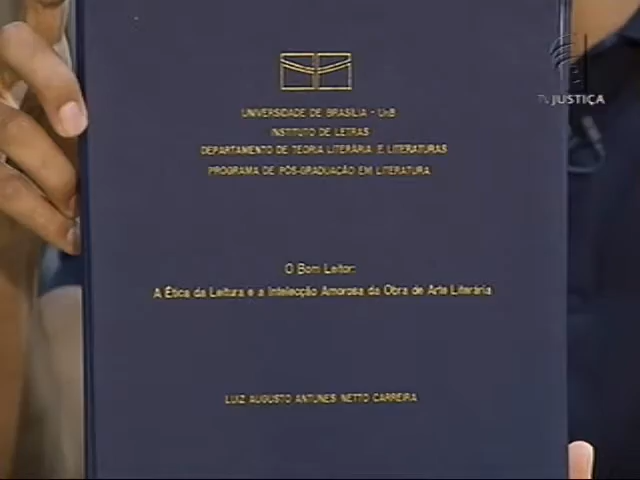 UNIVERSIDADE DE BRASÍLIA - UnB
INSTITUTO DE LETRAS
DEPARTAMENTO DE TEORIA LITERÁRIA E LITERATURAS
PROGRAMA DE PÓS-GRADUAÇÃO EM LITERATURA
O Bom Leitor:
A Ética da Leitura e a Intelecção Amorosa da Obra de Arte Literária
LUIZ AUGUSTO ANTUNES NETTO CARREIRA
TV JUSTIÇA